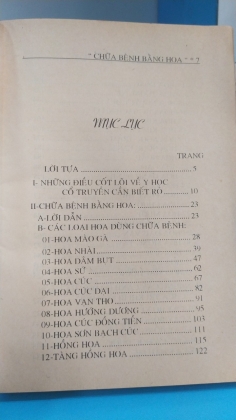 " CHỮA BỆNH BẰNG HOA " * 7
MỤC LỤC
TRANG
LỜI TỰA 5
I- NHỮNG ĐIỀU CỐT LÕI VỀ Y HỌC
CỔ TRUYỀN CẦN BIẾT RÕ 10
II-CHỮA BỆNH BẰNG HOA: 23
A-LỜI DẪN 23
B- CÁC LOẠI HOA DÙNG CHỮA BỆNH:
01-HOA MÀO GÀ 28
02-HOA NHÀI 39
03-HOA DÂM BỤT 47
04-HOA SỨ 62
05-HOA CÚC 67
06-HOA CÚC DẠI 82
07-HOA VẠN THỌ 91
08-HOA HƯỚNG DƯƠNG 95
09-HOA CÚC ĐỒNG TIỀN 103
10-HOA SƠN BẠCH CÚC 111
11-HỒNG HOA 115
12-TÀNG HỒNG HOA 122